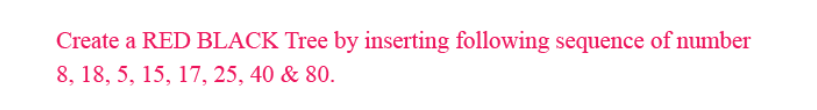 Create a RED BLACK Tree by inserting following sequence of number
8, 18, 5, 15, 17, 25, 40 & 80.